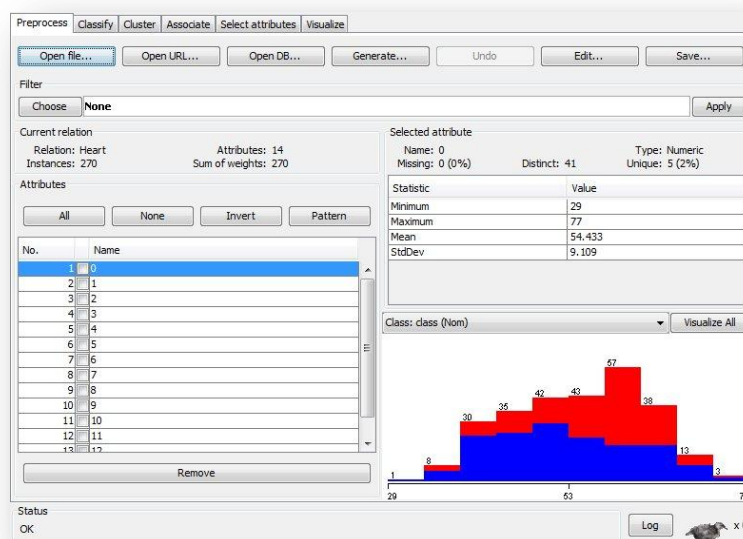 Preprocess Classify Cluster Associate Select attributes Visualize
Open file... Open URL... Open DB... Generate... Undo Edit... Save...
Filter
Choose None Apply
Current relation
Relation: Heart Attributes: 14
Instances: 270 Sum of weights: 270
Attributes
All None Invert Pattern
No. Name
1 0
2 1
3 2
4 3
5 4
6 5
7 6
8 7
9 8
10 9
11 10
12 11
13 12
Remove
Selected attribute
Name: 0 Type: Numeric
Missing: 0 (0%) Distinct: 41 Unique: 5 (2%)
Statistic Value
Minimum 29
Maximum 77
Mean 54.433
StdDev 9.109
Class: class (Nom) Visualize All
1 8 30 35 42 43 57 38 13 3
29 53
Status
OK
Log x